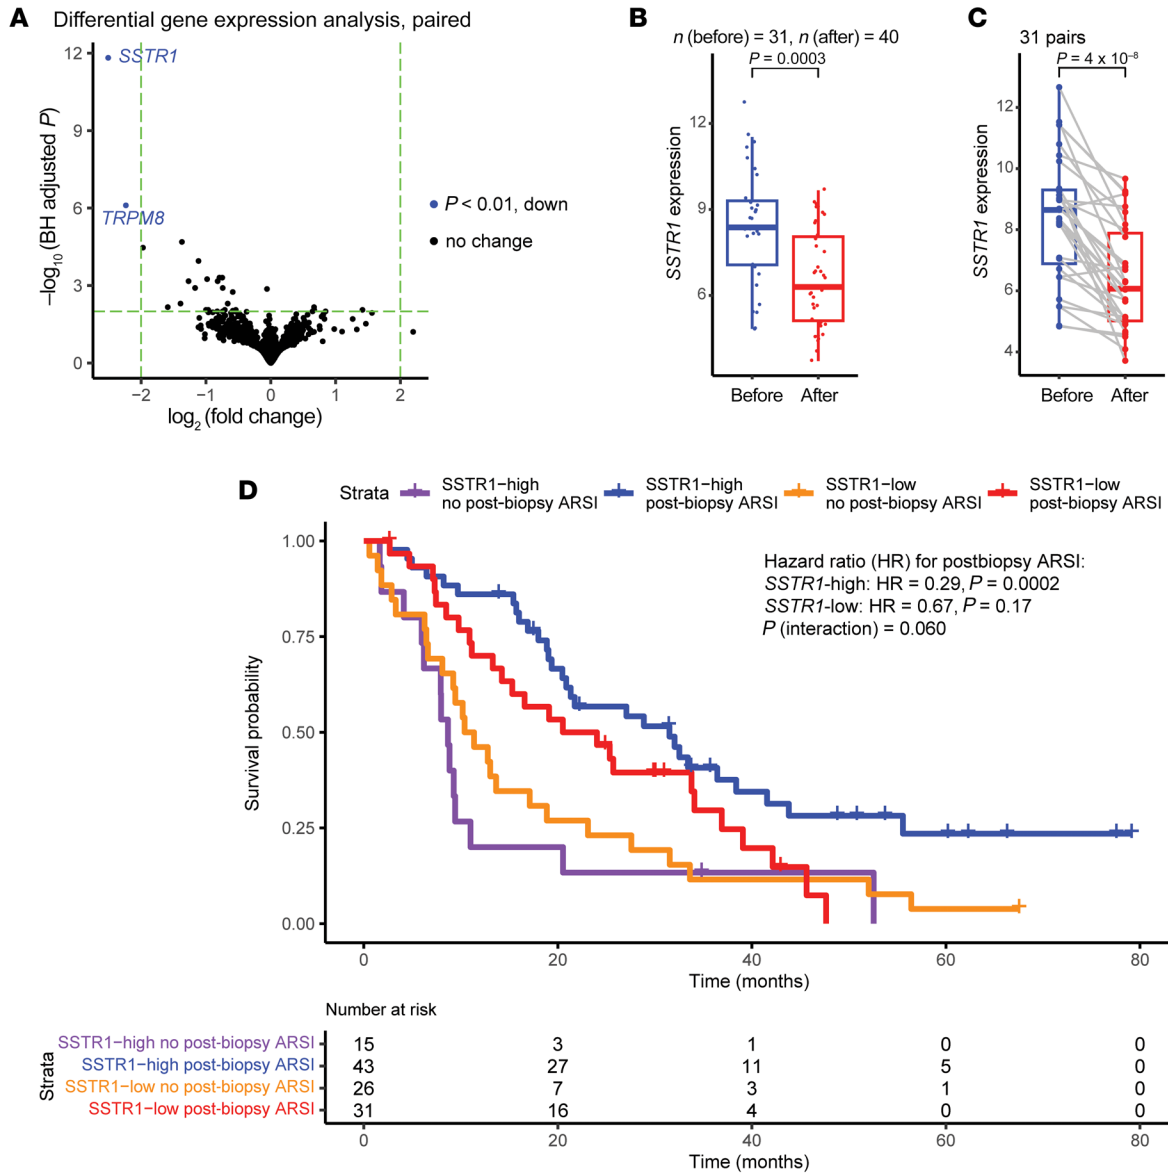 A
Differential gene expression analysis, paired
12
9
6
3
0
−log10 (BH adjusted P)
SSTR1
TRPM8
P < 0.01, down
no change
−2
−1
0
1
2
log2 (fold change)
B
n (before) = 31, n (after) = 40
P = 0.0003
12
9
6
SSTR1 expression
Before
After
C
31 pairs
P = 4 x 10⁻⁸
12
10
8
6
4
SSTR1 expression
Before
After
D
Strata
SSTR1−high
no post-biopsy ARSI
SSTR1−high
post-biopsy ARSI
SSTR1−low
no post-biopsy ARSI
SSTR1−low
post-biopsy ARSI
Hazard ratio (HR) for postbiopsy ARSI:
SSTR1-high: HR = 0.29, P = 0.0002
SSTR1-low: HR = 0.67, P = 0.17
P (interaction) = 0.060
1.00
0.75
0.50
0.25
0.00
Survival probability
0
20
40
60
80
Time (months)
Number at risk
Strata
SSTR1−high no post-biopsy ARSI 15 3 1 0 0
SSTR1−high post-biopsy ARSI 43 27 11 5 0
SSTR1−low no post-biopsy ARSI 26 7 3 1 0
SSTR1−low post-biopsy ARSI 31 16 4 0 0
0
20
40
60
80
Time (months)